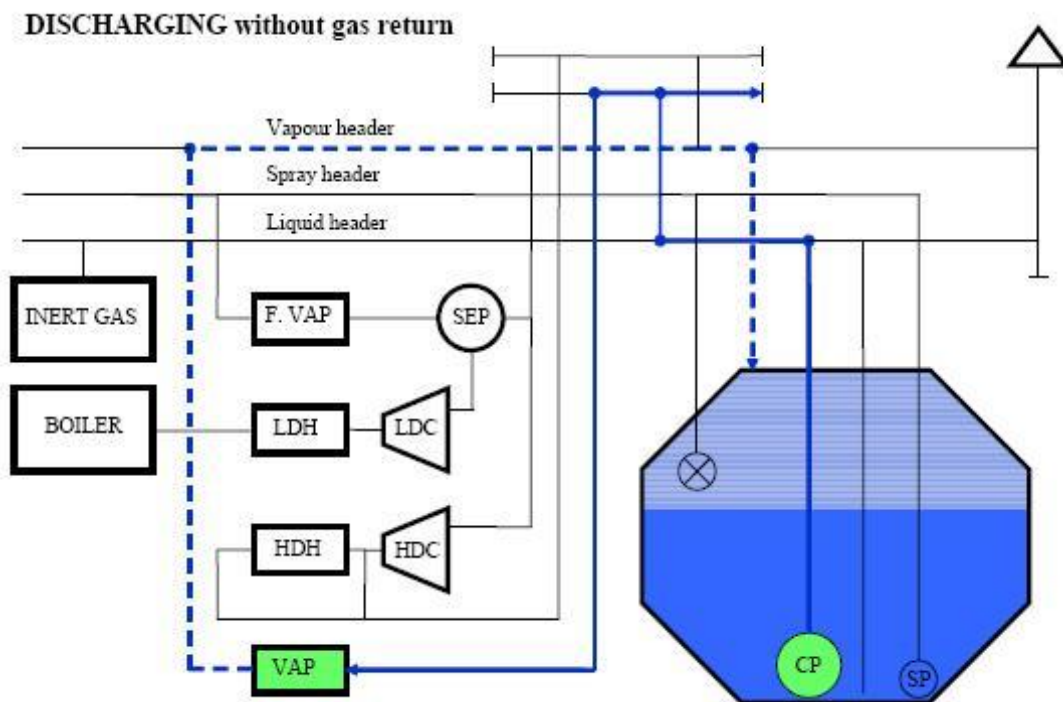 DISCHARGING without gas return
Vapour header
Spray header
Liquid header
INERT GAS
F. VAP
SEP
BOILER
LDH
LDC
HDH
HDC
VAP
CP
SP